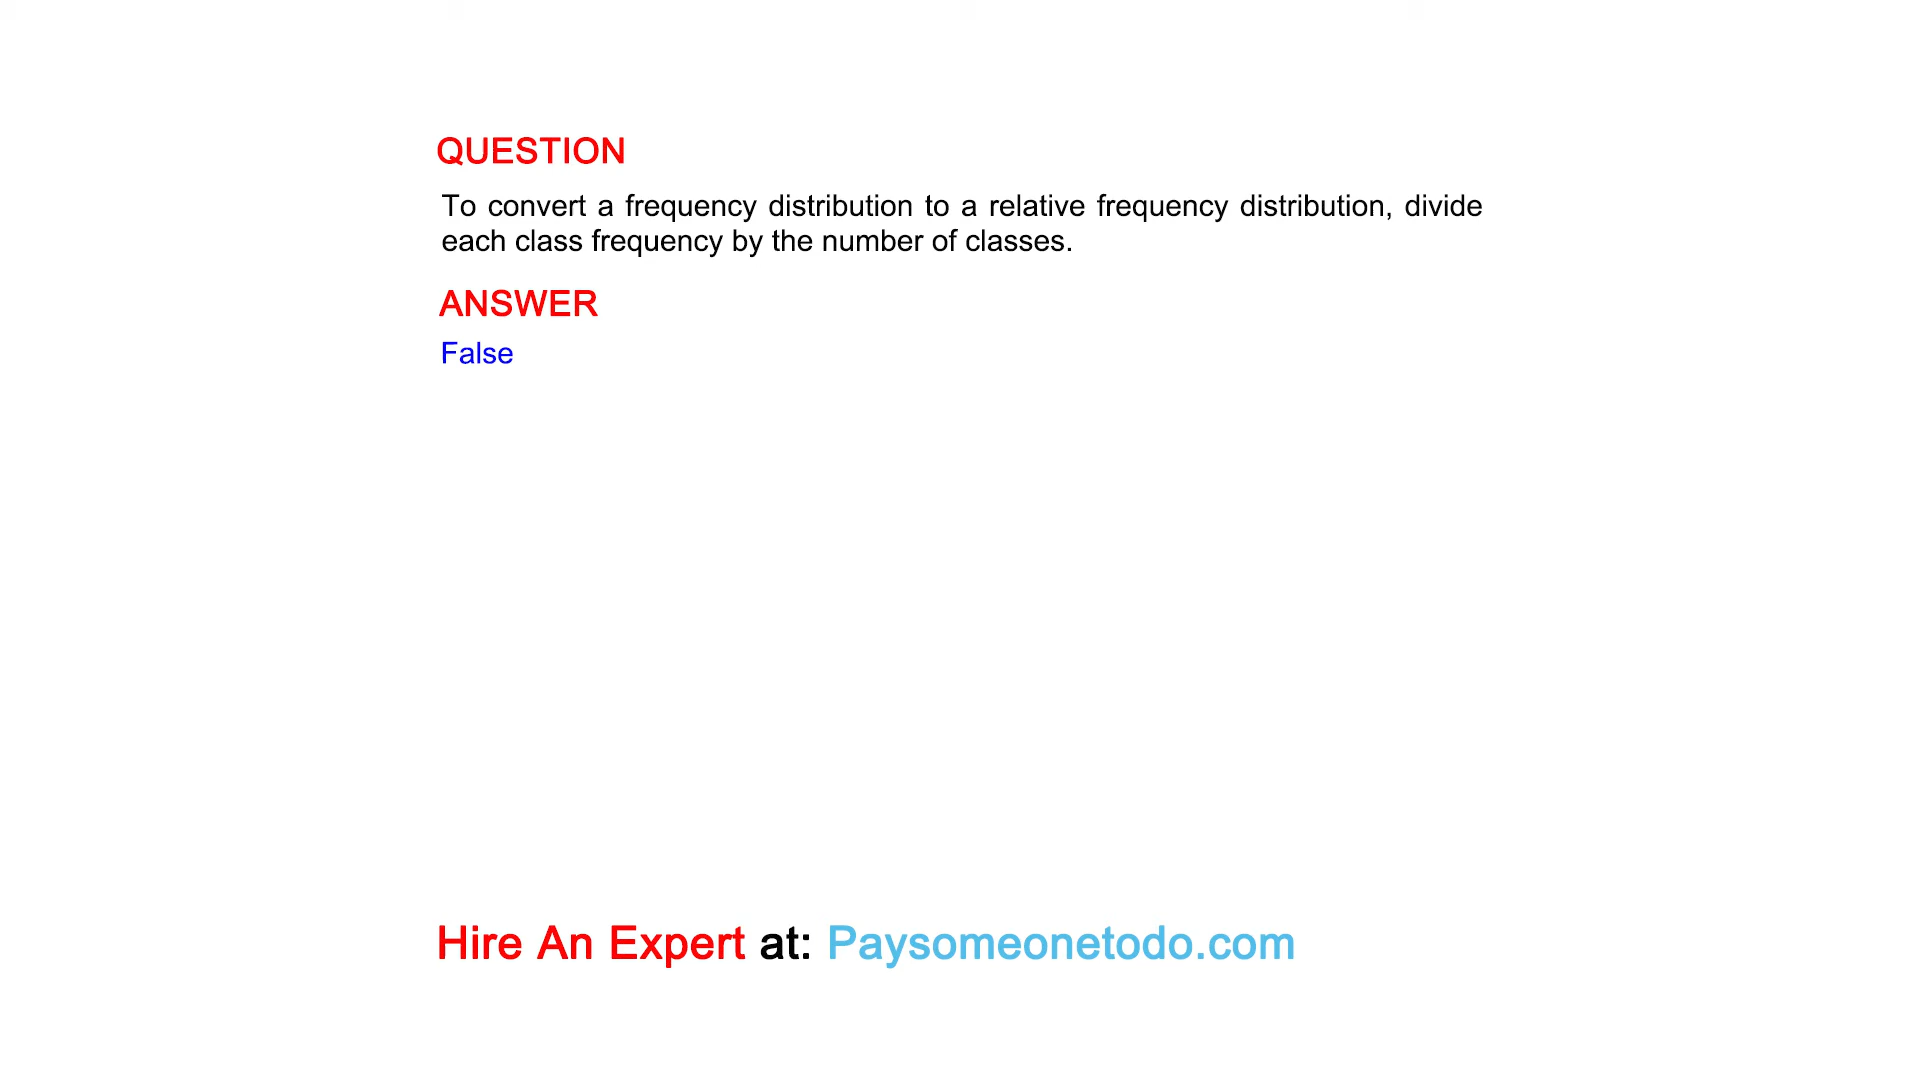 QUESTION
To convert a frequency distribution to a relative frequency distribution, divide
each class frequency by the number of classes.
ANSWER
False
Hire An Expert at: Paysomeonetodo.com